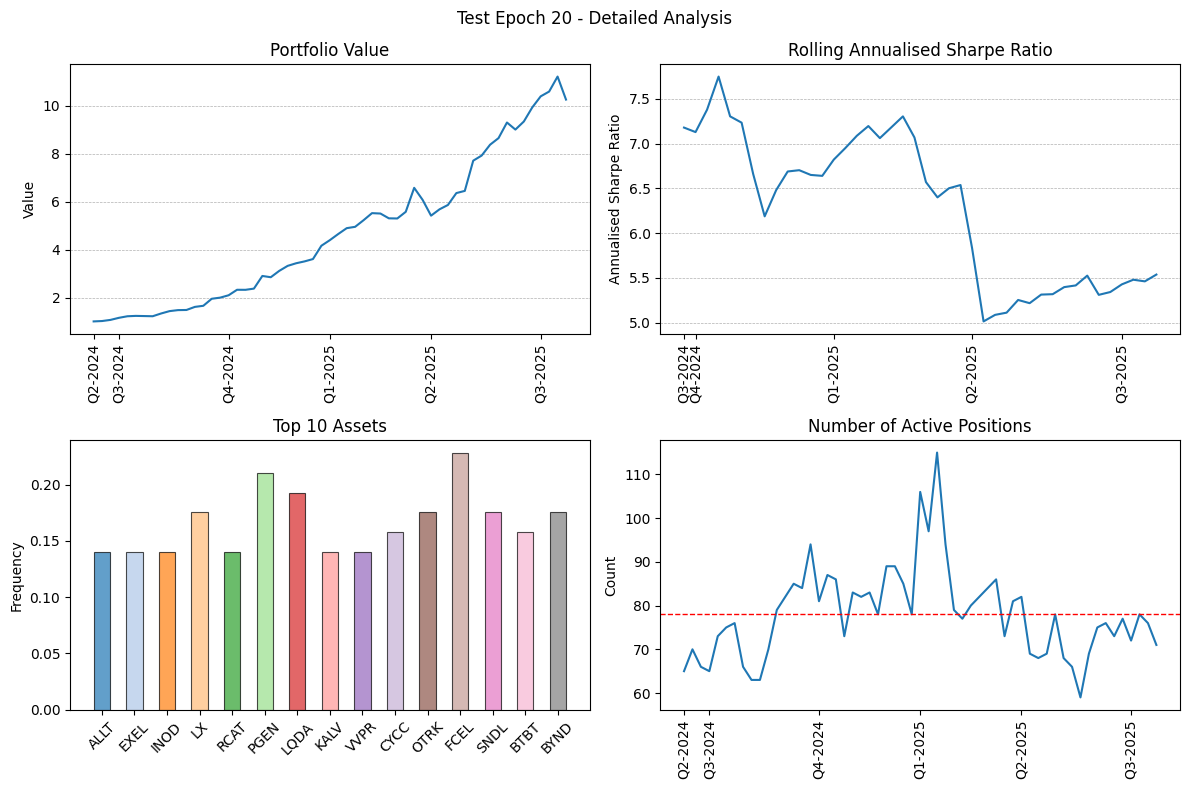 Test Epoch 20 - Detailed Analysis
Portfolio Value
Value
10
8
6
4
2
Q2-2024
Q3-2024
Q4-2024
Q1-2025
Q2-2025
Q3-2025
Rolling Annualised Sharpe Ratio
Annualised Sharpe Ratio
7.5
7.0
6.5
6.0
5.5
5.0
Q3-2024
Q4-2024
Q1-2025
Q2-2025
Q3-2025
Top 10 Assets
Frequency
0.20
0.15
0.10
0.05
0.00
ALLT
EXEL
INOD
LX
RCAT
PGEN
LQDA
KALV
VVPR
CYCC
OTRK
FCEL
SNDL
BTBT
BYND
Number of Active Positions
Count
110
100
90
80
70
60
Q2-2024
Q3-2024
Q4-2024
Q1-2025
Q2-2025
Q3-2025